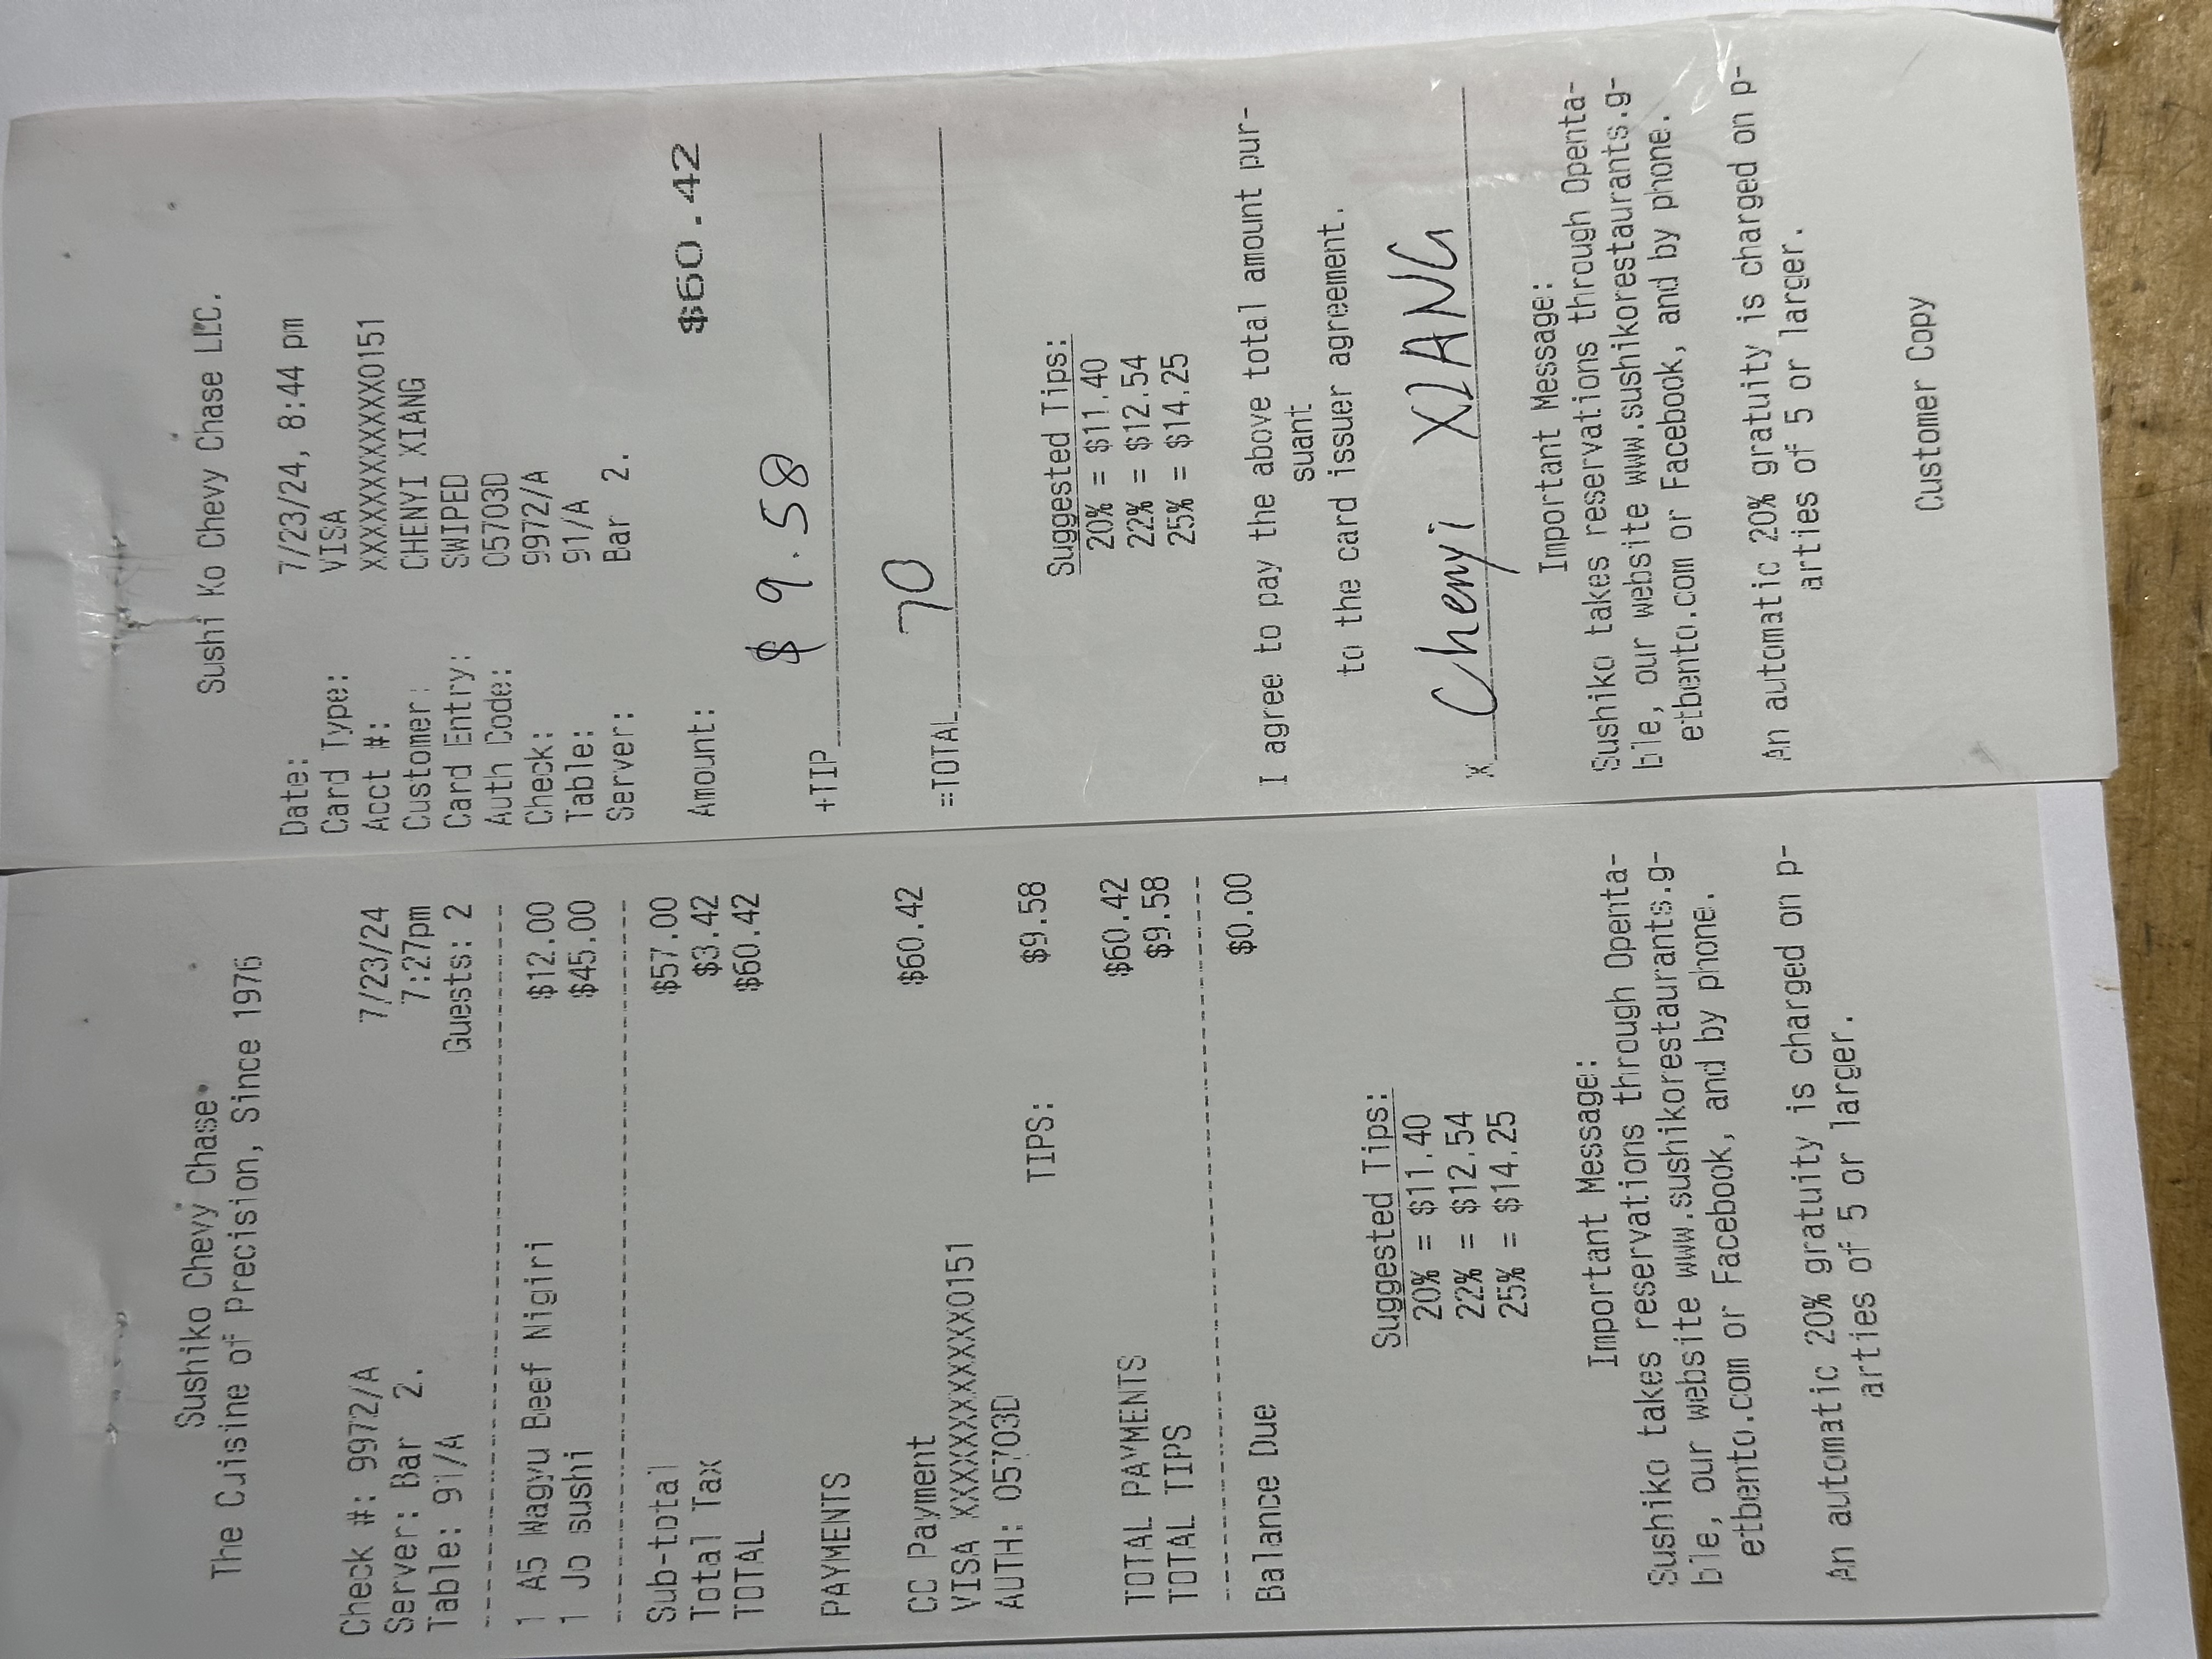 Sushiko Chevy Chase
The Cuisine of Precision, Since 1976
Check #: 9972/A
7/23/24
Server: Bar 2.
7:27pm
Table: 91/A
Guests: 2
1 A5 Wagyu Beef Nigiri $12.00
1 Jo sushi $45.00
Sub-total $57.00
Total Tax $3.42
TOTAL $60.42
PAYMENTS
CC Payment $60.42
VISA XXXXXXXXXXXX0151
AUTH: 05703D
TIPS: $9.58
TOTAL PAYMENTS $60.42
TOTAL TIPS $9.58
Balance Due $0.00
Suggested Tips:
20% = $11.40
22% = $12.54
25% = $14.25
Important Message:
Sushiko takes reservations through Openta-
ble, our website www.sushikorestaurants.g-
etbento.com or Facebook, and by phone.
An automatic 20% gratuity is charged on p-
arties of 5 or larger.
Sushi Ko Chevy Chase LLC.
Date: 7/23/24, 8:44 pm
Card Type: VISA
Acct #: XXXXXXXXXXXX0151
Customer: CHENYI XIANG
Card Entry: SWIPED
Auth Code: 05703D
Check: 9972/A
Table: 91/A
Server: Bar 2.
Amount: $60.42
+TIP $9.58
=TOTAL 70
Suggested Tips:
20% = $11.40
22% = $12.54
25% = $14.25
I agree to pay the above total amount pur-
suant
to the card issuer agreement.
X Chenyi XIANG
Important Message:
Sushiko takes reservations through Openta-
ble, our website www.sushikorestaurants.g-
etbento.com or Facebook, and by phone.
An automatic 20% gratuity is charged on p-
arties of 5 or larger.
Customer Copy